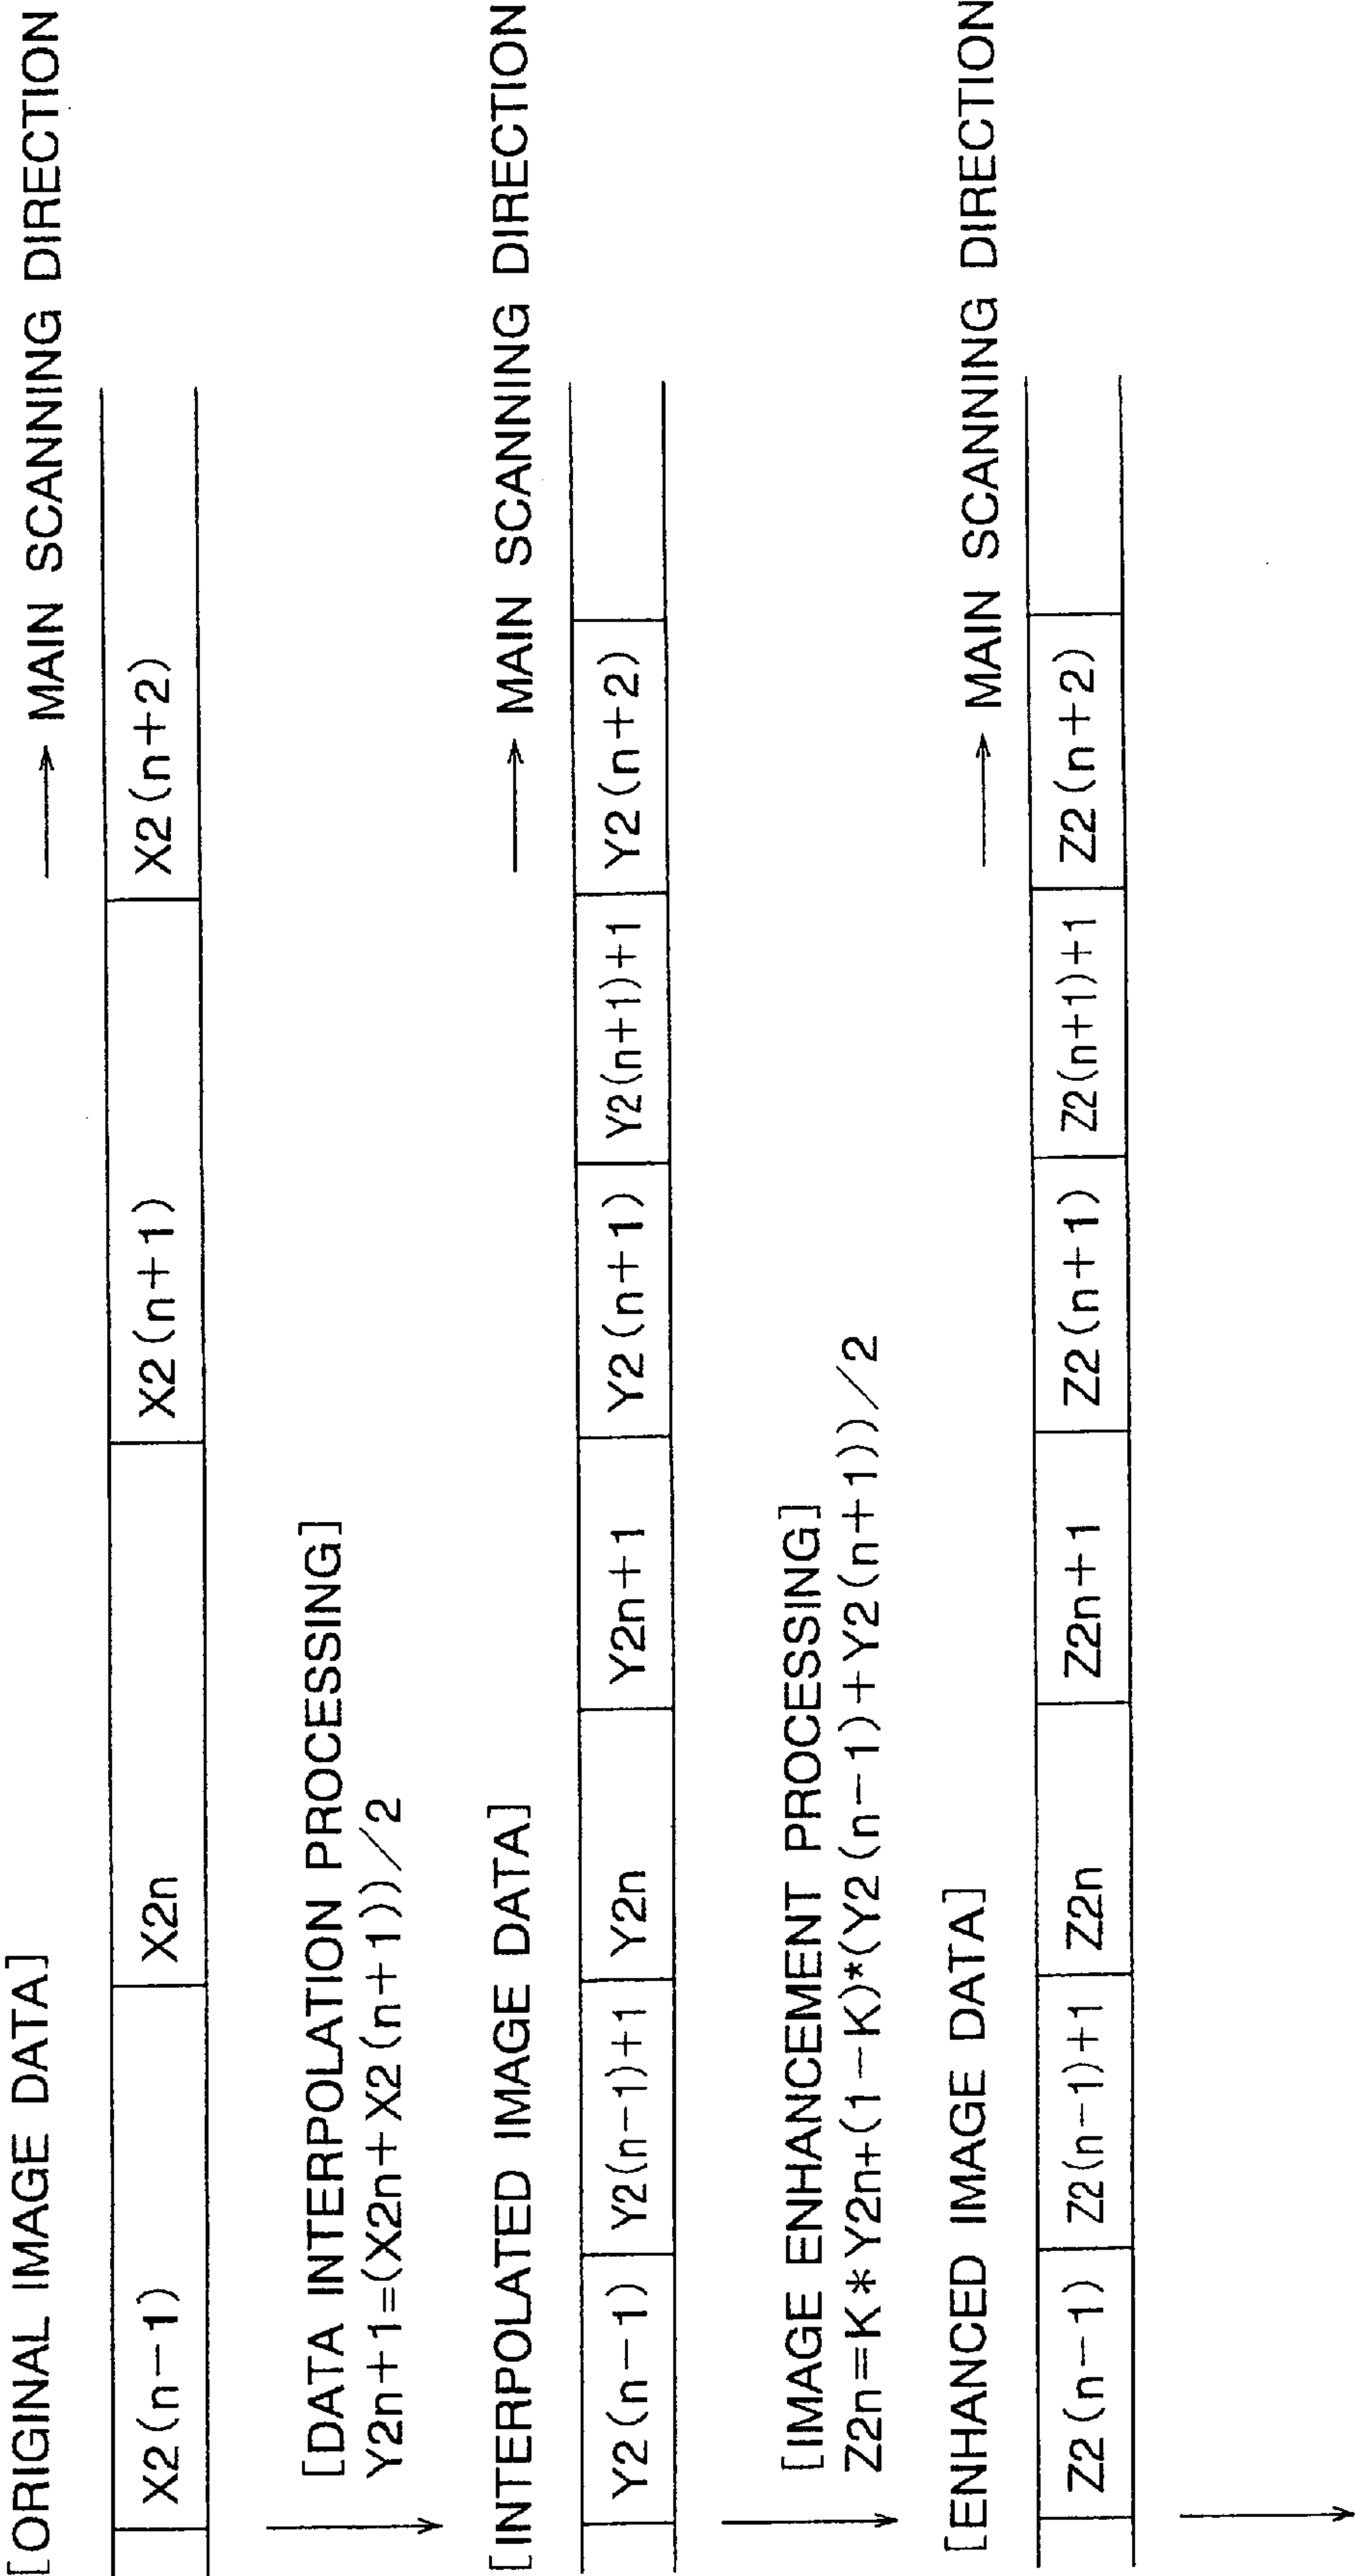 [ORIGINAL IMAGE DATA]
→ MAIN SCANNING DIRECTION
X2(n−1) X2n X2(n+1) X2(n+2)
[DATA INTERPOLATION PROCESSING]
Y2n+1=(X2n+X2(n+1))/2
[INTERPOLATED IMAGE DATA]
→ MAIN SCANNING DIRECTION
Y2(n−1) Y2(n−1)+1 Y2n Y2n+1 Y2(n+1) Y2(n+1)+1 Y2(n+2)
[IMAGE ENHANCEMENT PROCESSING]
Z2n=K*Y2n+(1−K)*(Y2(n−1)+Y2(n+1))/2
[ENHANCED IMAGE DATA]
→ MAIN SCANNING DIRECTION
Z2(n−1) Z2(n−1)+1 Z2n Z2n+1 Z2(n+1) Z2(n+1)+1 Z2(n+2)